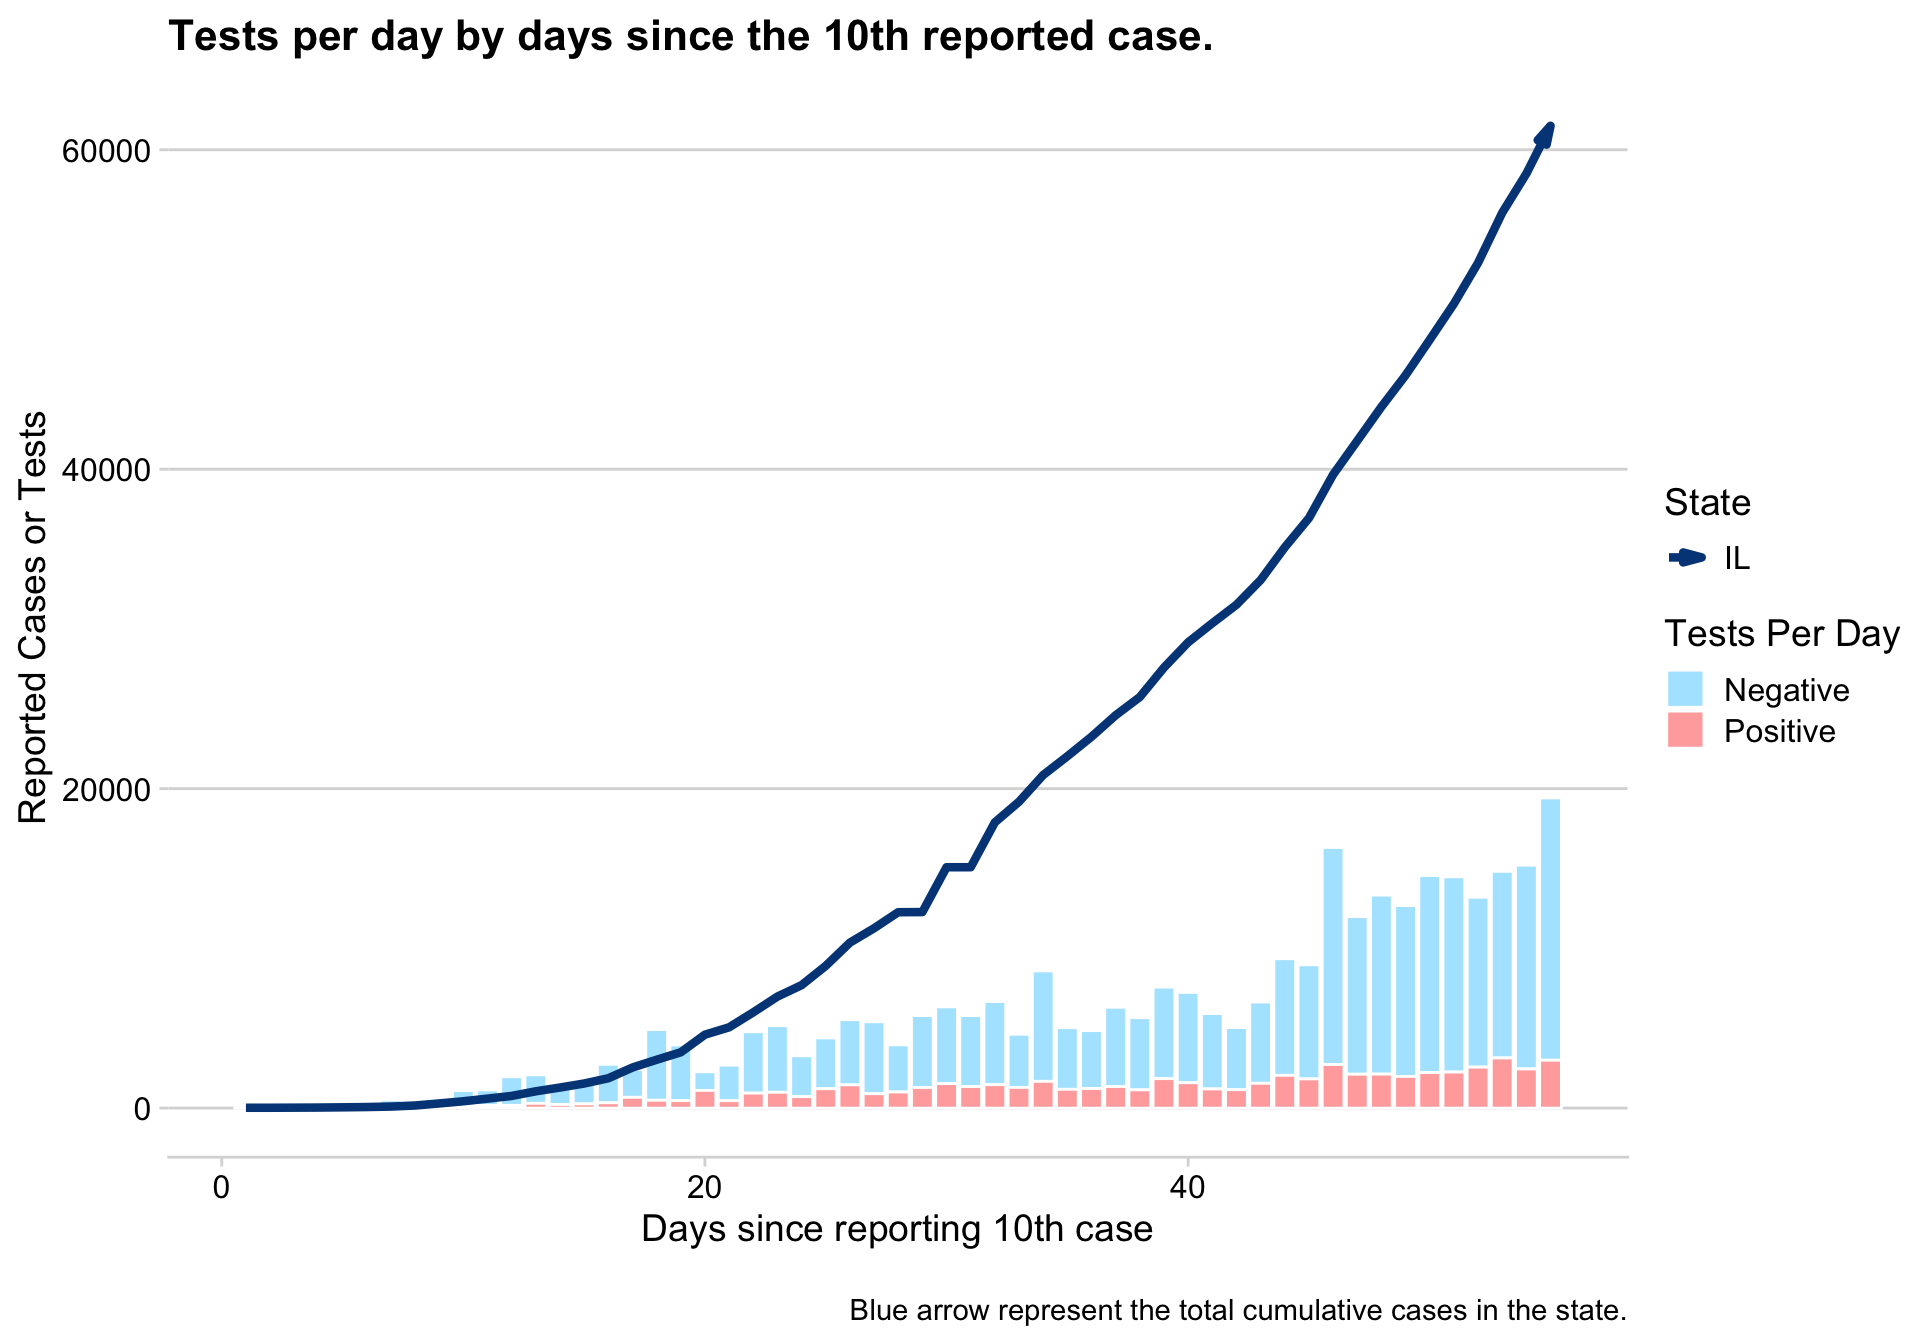 Tests per day by days since the 10th reported case.
60000
40000
20000
0
Reported Cases or Tests
0
20
40
Days since reporting 10th case
State
IL
Tests Per Day
Negative
Positive
Blue arrow represent the total cumulative cases in the state.